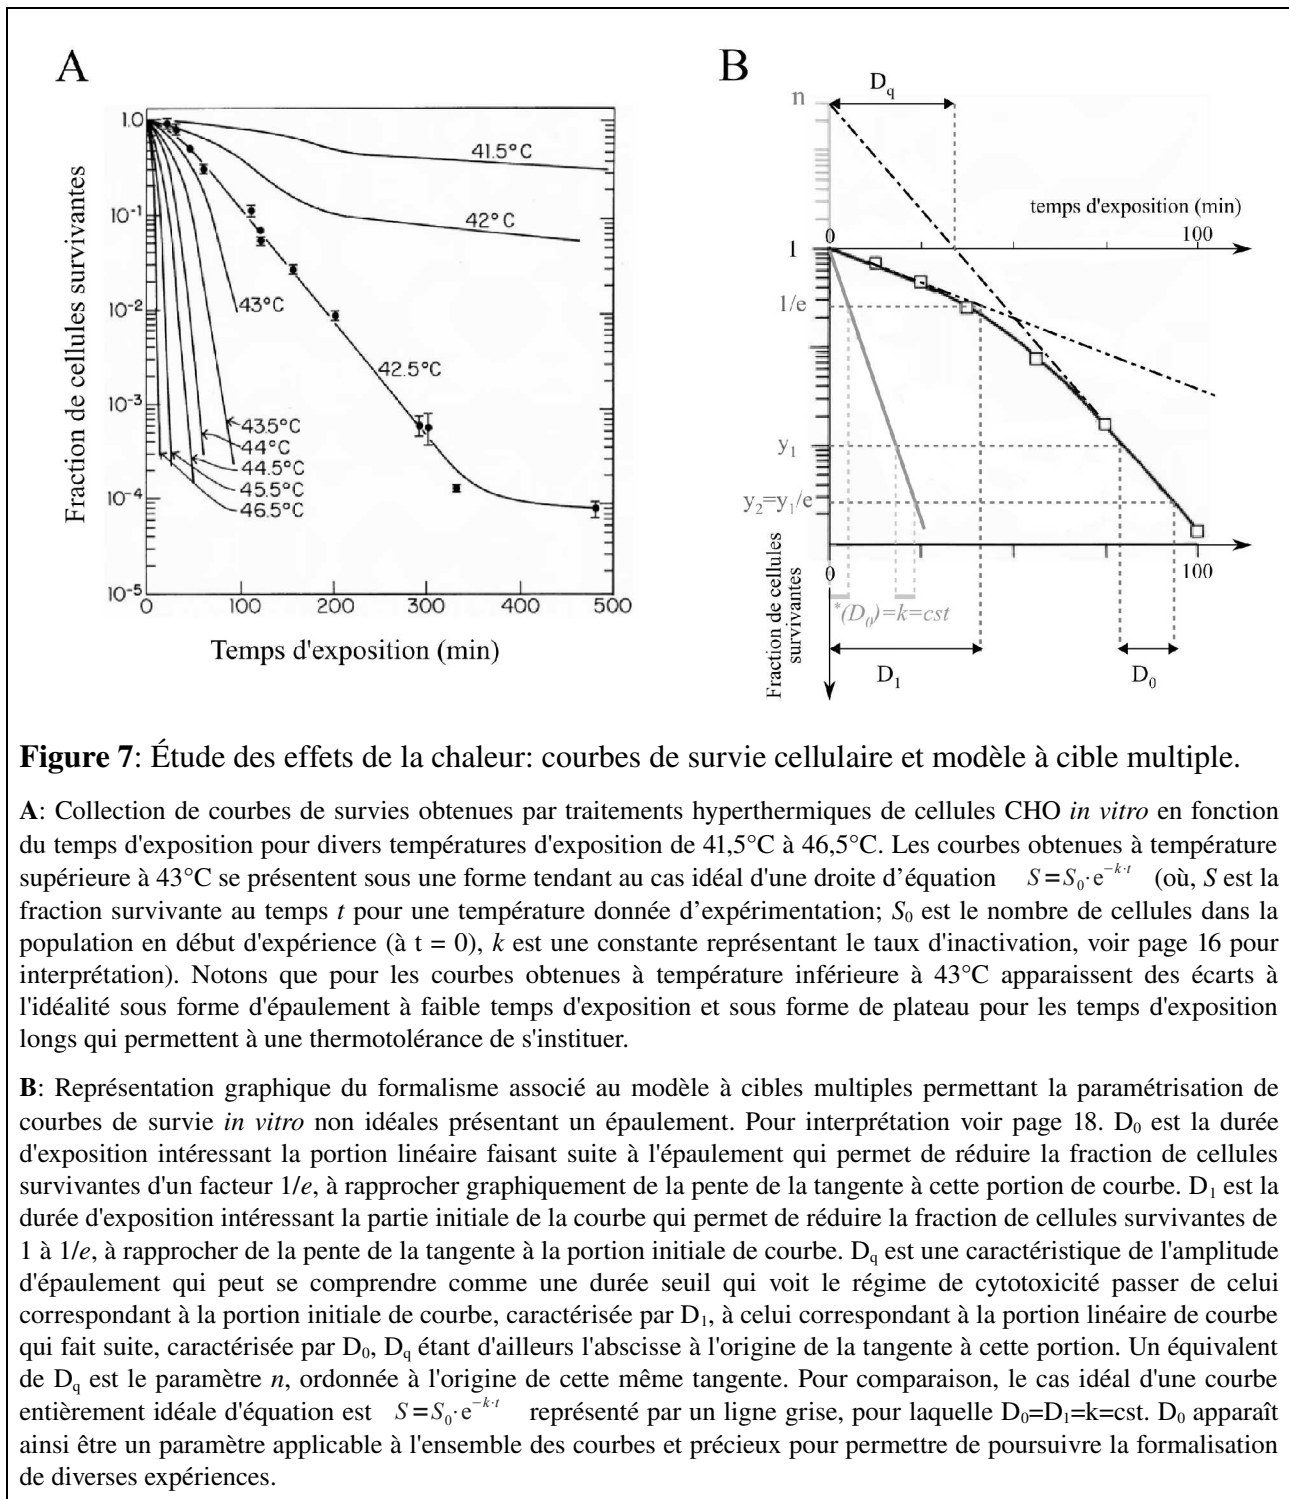 A
B
Fraction de cellules survivantes
1.0
10-1
10-2
10-3
10-4
10-5
0
100
200
300
400
500
Temps d'exposition (min)
41.5°C
42°C
43°C
42.5°C
43.5°C
44°C
44.5°C
45.5°C
46.5°C
n
Dq
temps d'exposition (min)
0
100
1
1/e
y1
y2=y1/e
0
100
*(D0)=k=cst
Fraction de cellules
survivantes
D1
D0
Figure 7: Étude des effets de la chaleur: courbes de survie cellulaire et modèle à cible multiple.
A: Collection de courbes de survies obtenues par traitements hyperthermiques de cellules CHO in vitro en fonction
du temps d'exposition pour divers températures d'exposition de 41,5°C à 46,5°C. Les courbes obtenues à température
supérieure à 43°C se présentent sous une forme tendant au cas idéal d'une droite d’équation S=S0·e−k·t (où, S est la
fraction survivante au temps t pour une température donnée d’expérimentation; S0 est le nombre de cellules dans la
population en début d'expérience (à t = 0), k est une constante représentant le taux d'inactivation, voir page 16 pour
interprétation). Notons que pour les courbes obtenues à température inférieure à 43°C apparaissent des écarts à
l'idéalité sous forme d'épaulement à faible temps d'exposition et sous forme de plateau pour les temps d'exposition
longs qui permettent à une thermotolérance de s'instituer.
B: Représentation graphique du formalisme associé au modèle à cibles multiples permettant la paramétrisation de
courbes de survie in vitro non idéales présentant un épaulement. Pour interprétation voir page 18. D0 est la durée
d'exposition intéressant la portion linéaire faisant suite à l'épaulement qui permet de réduire la fraction de cellules
survivantes d'un facteur 1/e, à rapprocher graphiquement de la pente de la tangente à cette portion de courbe. D1 est la
durée d'exposition intéressant la partie initiale de la courbe qui permet de réduire la fraction de cellules survivantes de
1 à 1/e, à rapprocher de la pente de la tangente à la portion initiale de courbe. Dq est une caractéristique de l'amplitude
d'épaulement qui peut se comprendre comme une durée seuil qui voit le régime de cytotoxicité passer de celui
correspondant à la portion initiale de courbe, caractérisée par D1, à celui correspondant à la portion linéaire de courbe
qui fait suite, caractérisée par D0, Dq étant d'ailleurs l'abscisse à l'origine de la tangente à cette portion. Un équivalent
de Dq est le paramètre n, ordonnée à l'origine de cette même tangente. Pour comparaison, le cas idéal d'une courbe
entièrement idéale d'équation est S=S0·e−k·t représenté par un ligne grise, pour laquelle D0=D1=k=cst. D0 apparaît
ainsi être un paramètre applicable à l'ensemble des courbes et précieux pour permettre de poursuivre la formalisation
de diverses expériences.